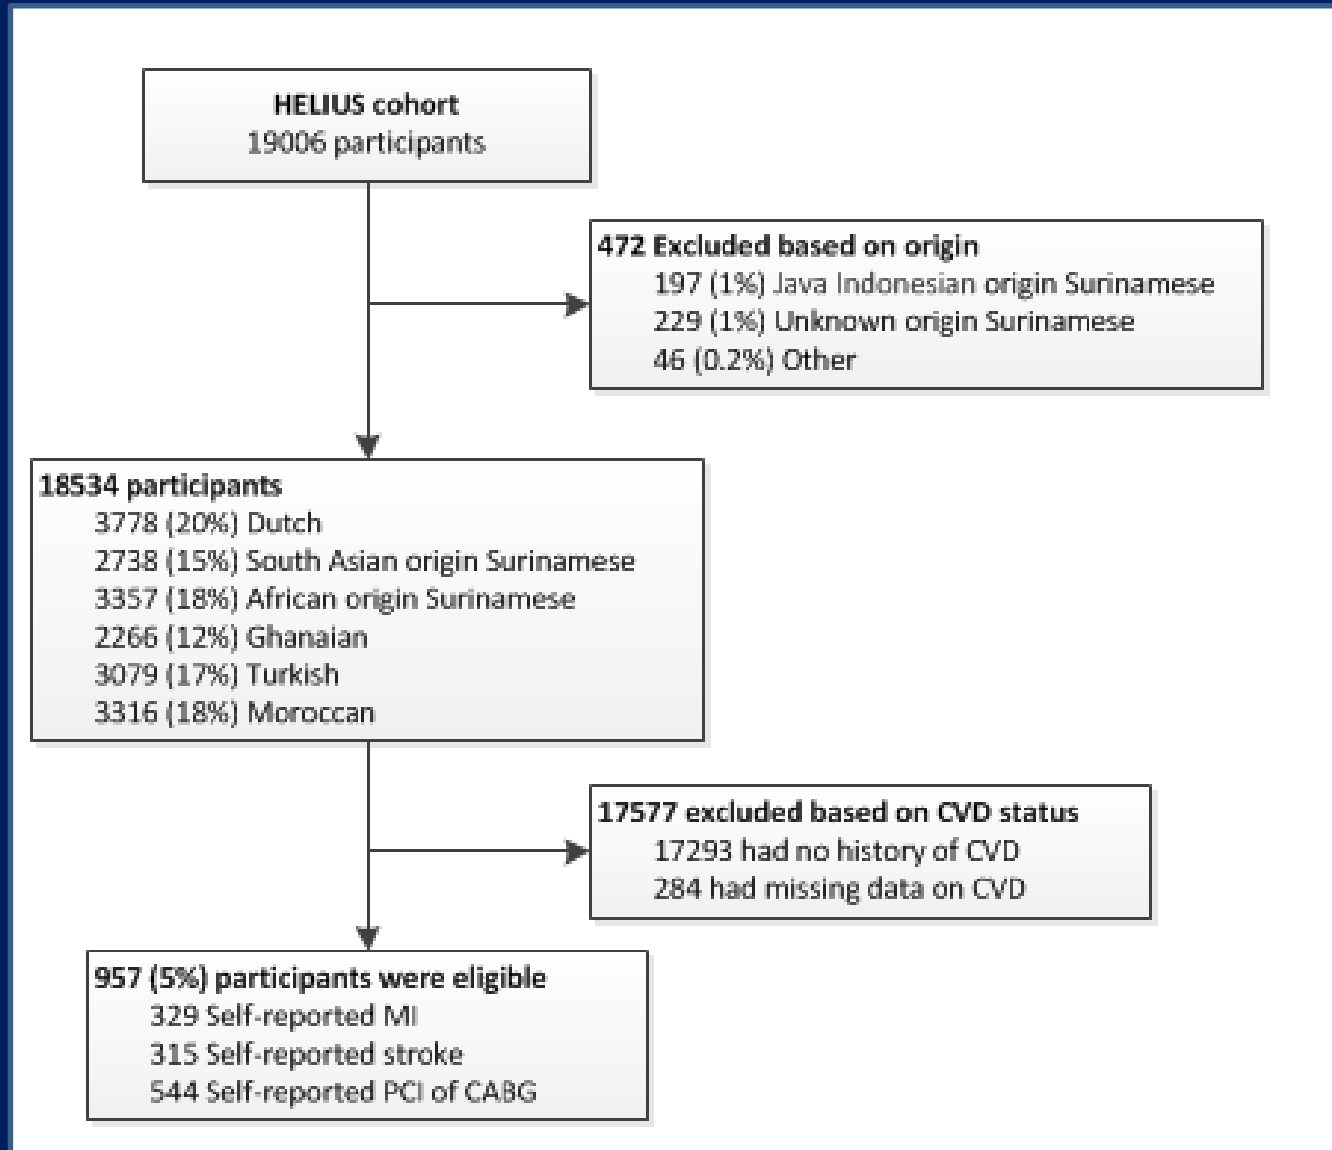 HELIUS cohort
19006 participants
472 Excluded based on origin
197 (1%) Java Indonesian origin Surinamese
229 (1%) Unknown origin Surinamese
46 (0.2%) Other
18534 participants
3778 (20%) Dutch
2738 (15%) South Asian origin Surinamese
3357 (18%) African origin Surinamese
2266 (12%) Ghanaian
3079 (17%) Turkish
3316 (18%) Moroccan
17577 excluded based on CVD status
17293 had no history of CVD
284 had missing data on CVD
957 (5%) participants were eligible
329 Self-reported MI
315 Self-reported stroke
544 Self-reported PCI of CABG